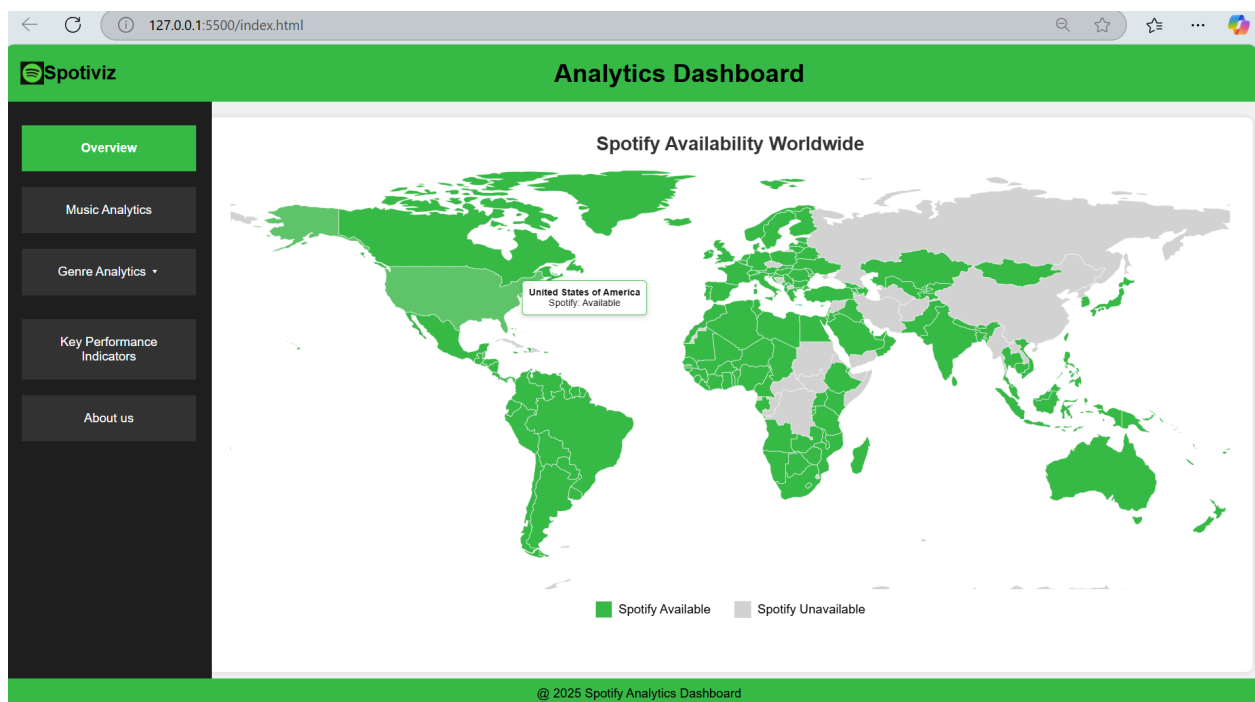 127.0.0.1:5500/index.html
Spotiviz
Analytics Dashboard
Overview
Music Analytics
Genre Analytics ▾
Key Performance
Indicators
About us
Spotify Availability Worldwide
United States of America
Spotify: Available
Spotify Available
Spotify Unavailable
@ 2025 Spotify Analytics Dashboard